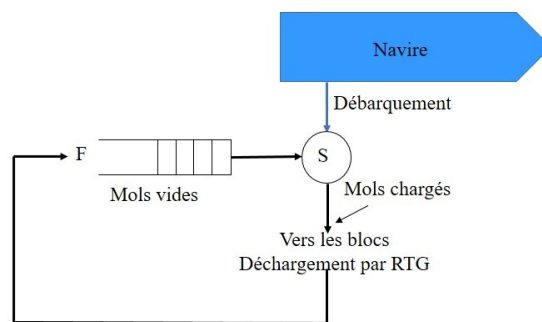 Navire
Débarquement
F
S
Mols vides
Mols chargés
Vers les blocs
Déchargement par RTG